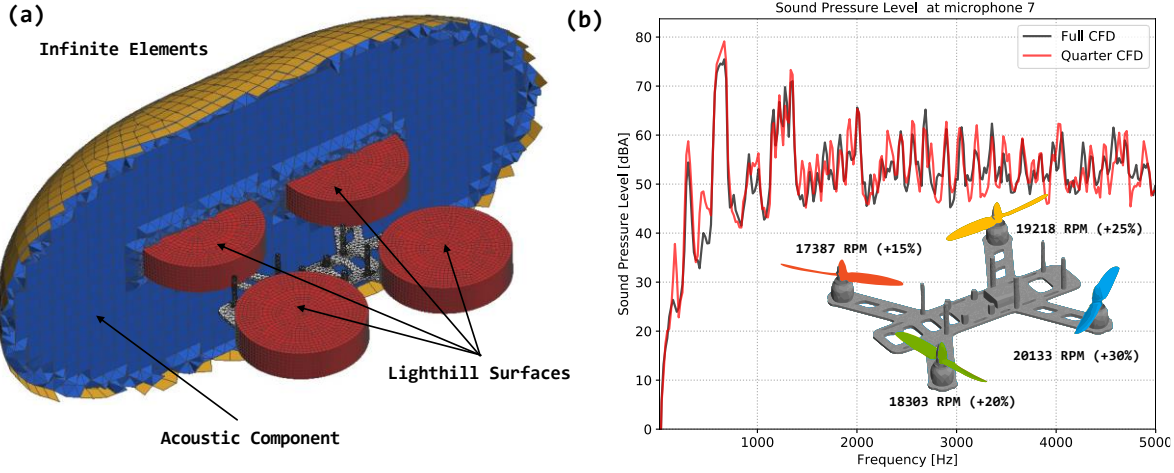 (a)
Infinite Elements
Lighthill Surfaces
Acoustic Component
(b)
Sound Pressure Level at microphone 7
Full CFD
Quarter CFD
Sound Pressure Level [dBA]
80
70
60
50
40
30
20
10
0
17387 RPM (+15%)
19218 RPM (+25%)
20133 RPM (+30%)
18303 RPM (+20%)
1000
2000
3000
4000
5000
Frequency [Hz]